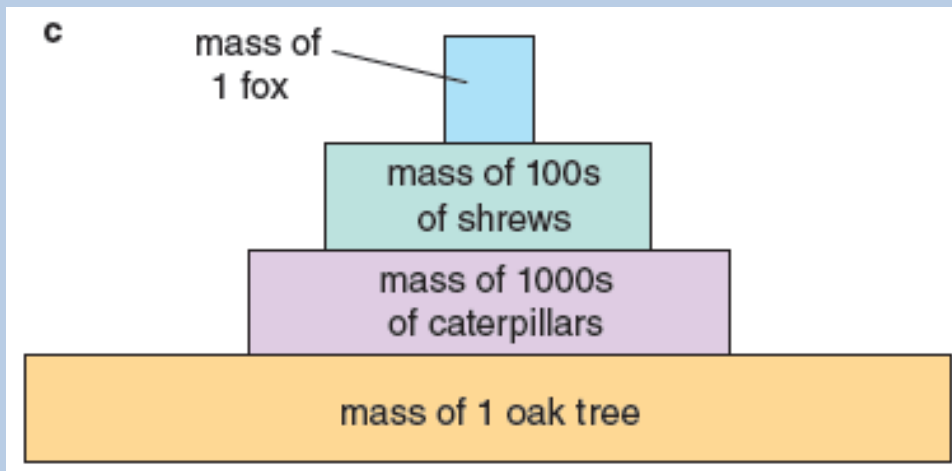 c
mass of
1 fox
mass of 100s
of shrews
mass of 1000s
of caterpillars
mass of 1 oak tree